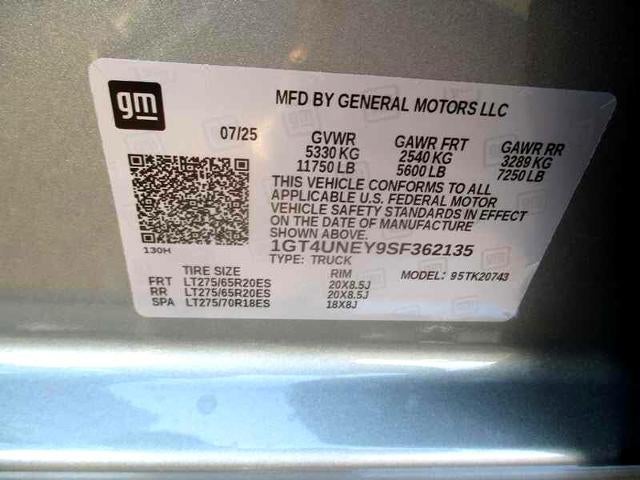 gm
MFD BY GENERAL MOTORS LLC
07/25 GVWR GAWR FRT GAWR RR
5330 KG 2540 KG 3289 KG
11750 LB 5600 LB 7250 LB
THIS VEHICLE CONFORMS TO ALL
APPLICABLE U.S. FEDERAL MOTOR
VEHICLE SAFETY STANDARDS IN EFFECT
ON THE DATE OF MANUFACTURE
SHOWN ABOVE.
130H
1GT4UNEY9SF362135
TYPE: TRUCK
TIRE SIZE RIM MODEL: 95TK20743
FRT LT275/65R20ES 20X8.5J
RR LT275/65R20ES 20X8.5J
SPA LT275/70R18ES 18X8J